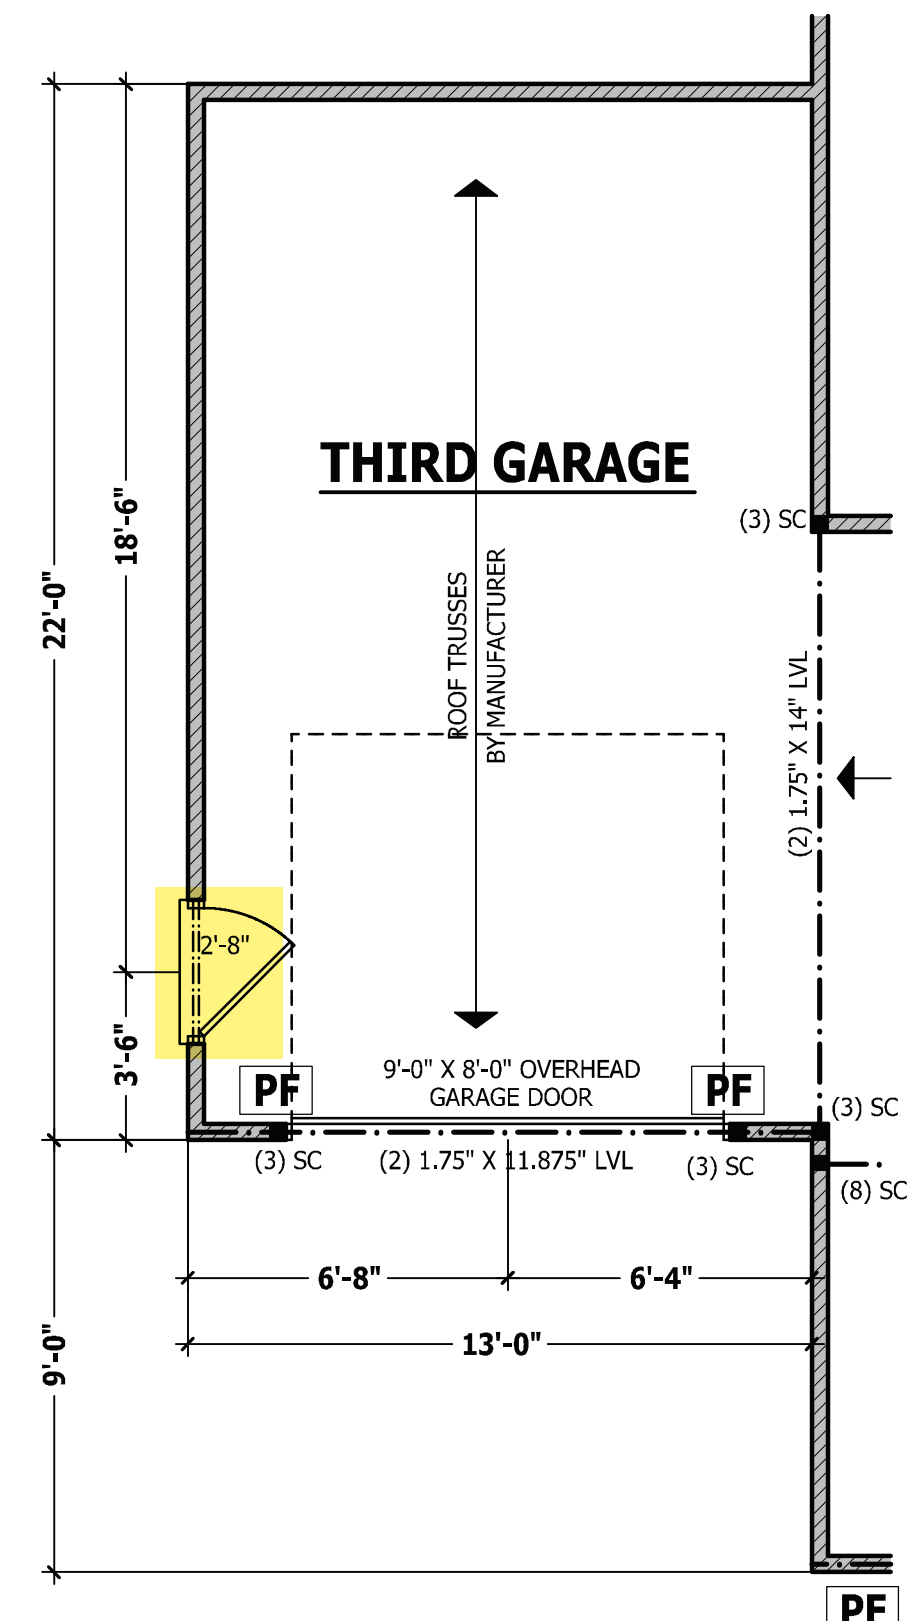 THIRD GARAGE
(3) SC
18'-6"
22'-0"
ROOF TRUSSES
BY MANUFACTURER
(2) 1.75" X 14" LVL
2'-8"
3'-6"
9'-0" X 8'-0" OVERHEAD
GARAGE DOOR
PF
PF
(3) SC
(3) SC
(2) 1.75" X 11.875" LVL
(3) SC
(8) SC
6'-8"
6'-4"
13'-0"
9'-0"
PF